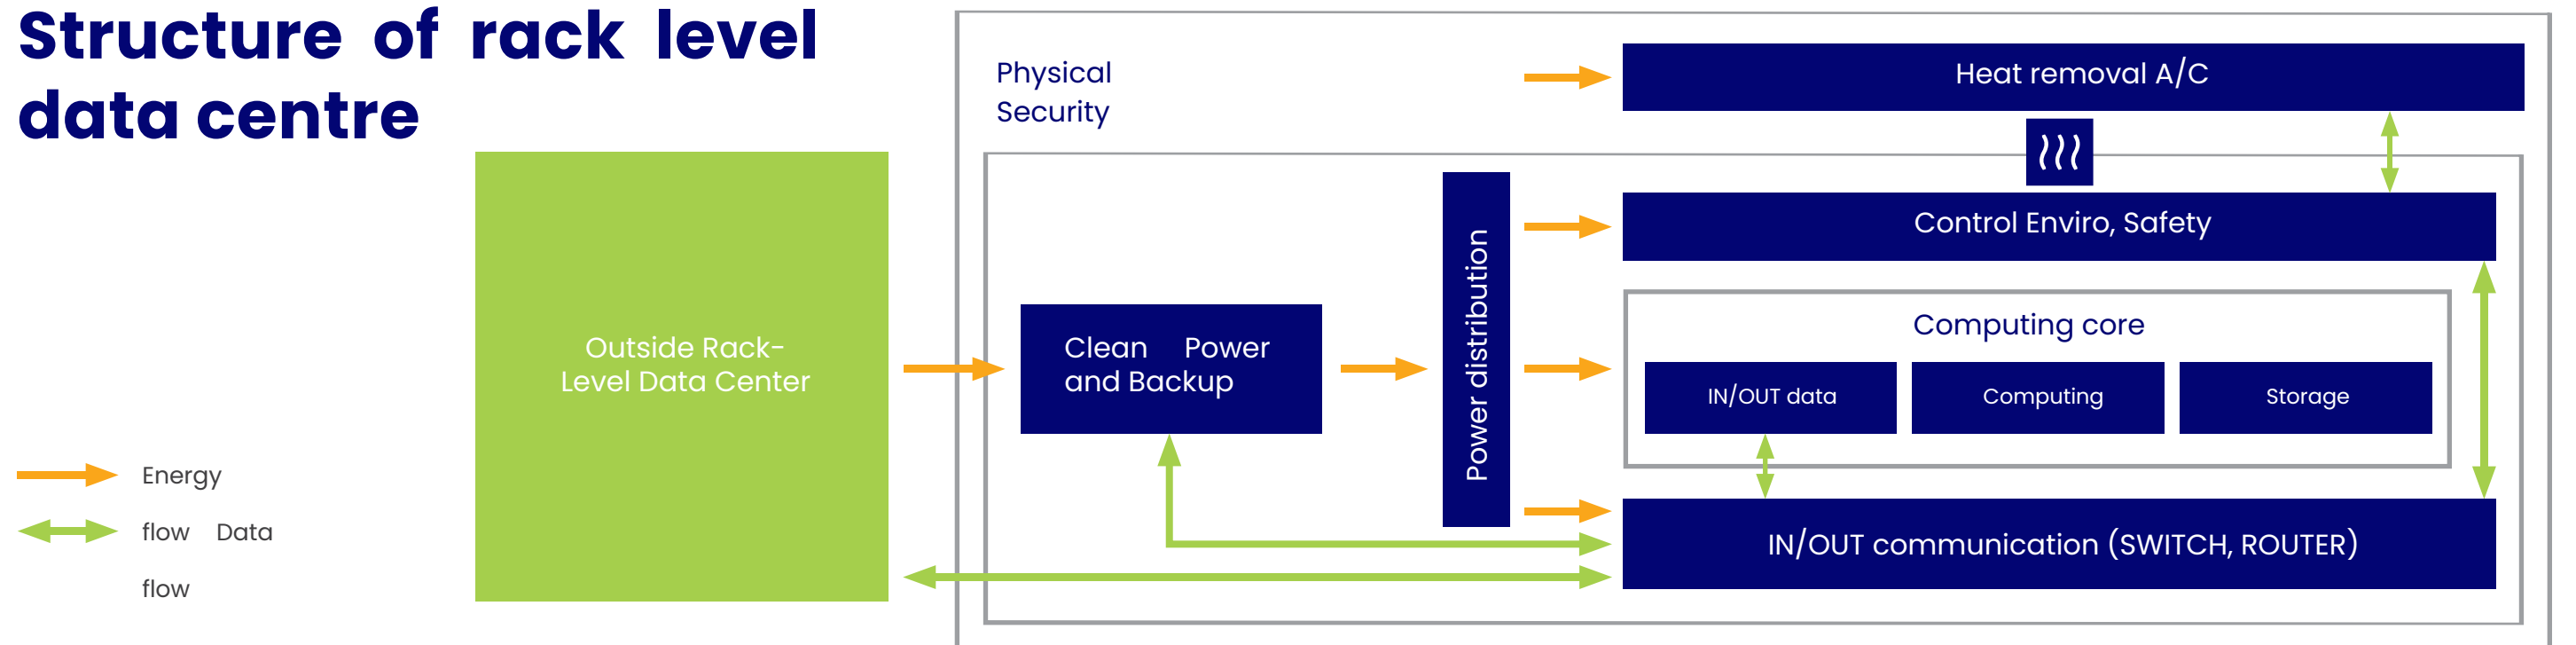 Structure of rack level
data centre
Physical
Security
Heat removal A/C
Control Enviro, Safety
Outside Rack-
Level Data Center
Clean Power
and Backup
Power distribution
Computing core
IN/OUT data
Computing
Storage
IN/OUT communication (SWITCH, ROUTER)
Energy
flow Data
flow